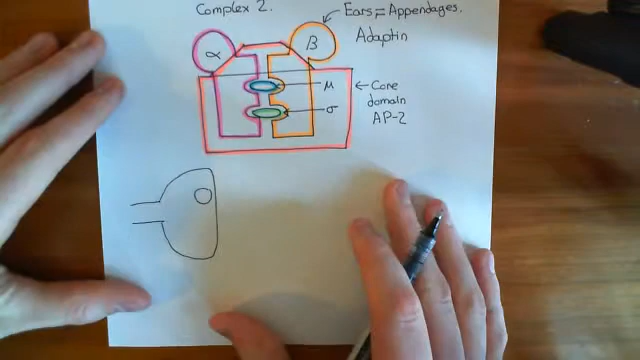 Complex 2.
Ears = Appendages.
Adaptin
α
β
μ
σ
← Core
domain
AP-2